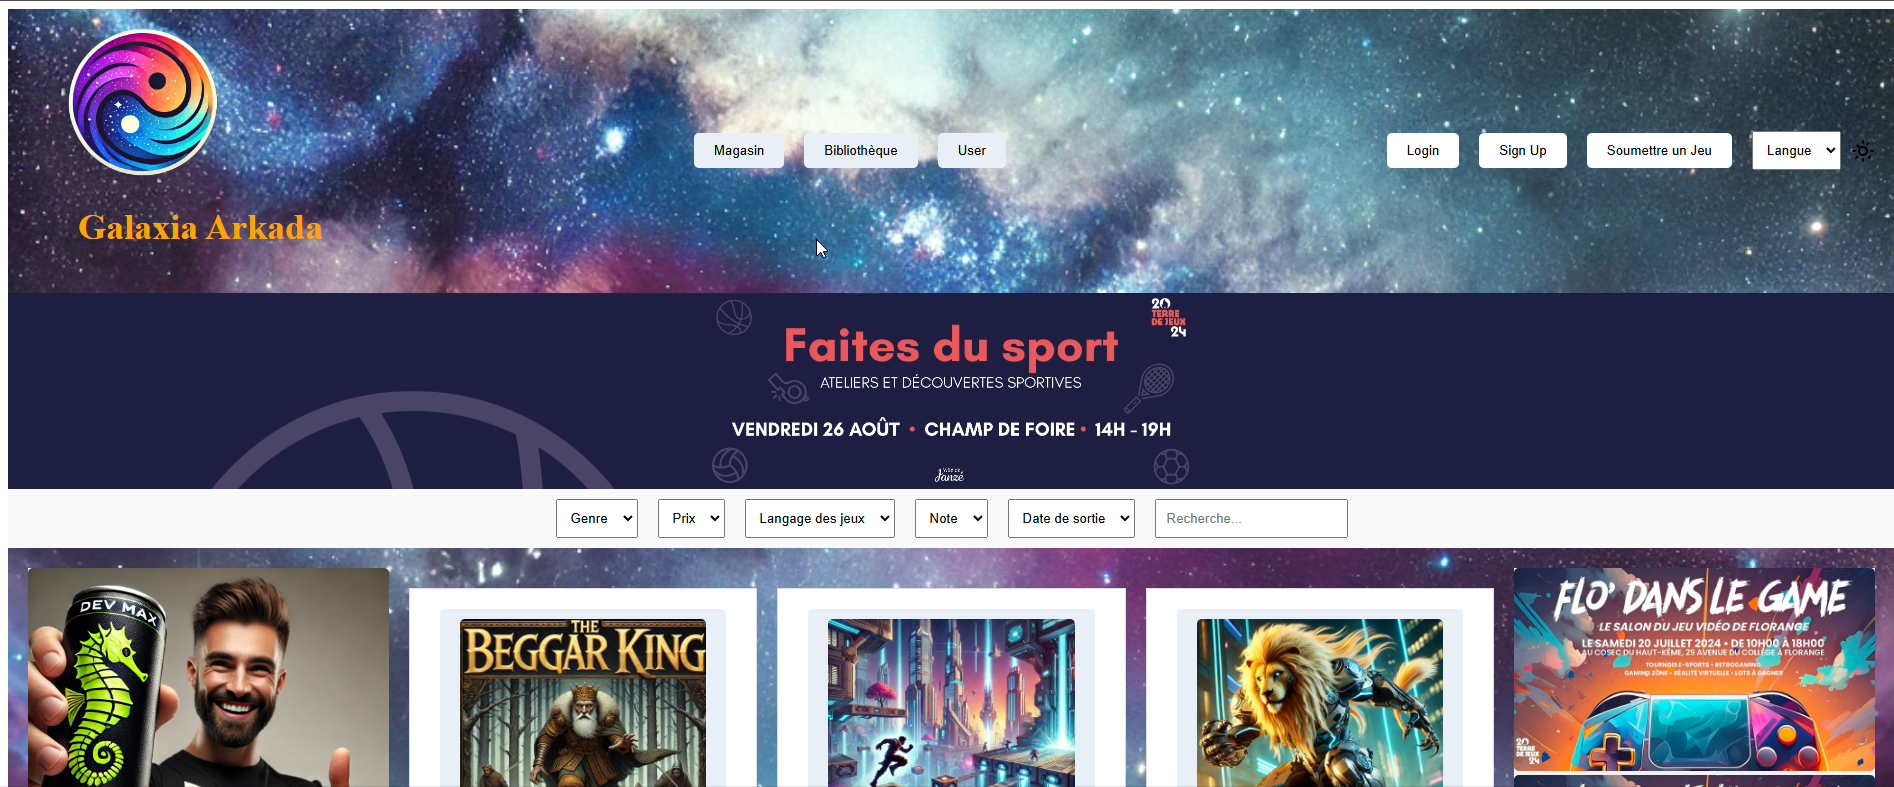 Galaxia Arkada
Magasin
Bibliothèque
User
Login
Sign Up
Soumettre un Jeu
Langue
20
TERRE
DE JEUX
24
Faites du sport
ATELIERS ET DÉCOUVERTES SPORTIVES
VENDREDI 26 AOÛT • CHAMP DE FOIRE • 14H - 19H
Ville de
Janzé
Genre
Prix
Langage des jeux
Note
Date de sortie
Recherche...
DEV MAX
THE
BEGGAR KING
FLO' DANS LE GAME
LE SALON DU JEU VIDÉO DE FLORANGE
LE SAMEDI 20 JUILLET 2024 • DE 10H00 À 18H00
AU COSEC DU HAUT-KÊME, 29 AVENUE DU COLLÈGE À FLORANGE
TOURNOIS E-SPORTS • RETROGAMING
GAMING ZONE • RÉALITÉ VIRTUELLE • LOTS À GAGNER
20
TERRE
DE JEUX
24